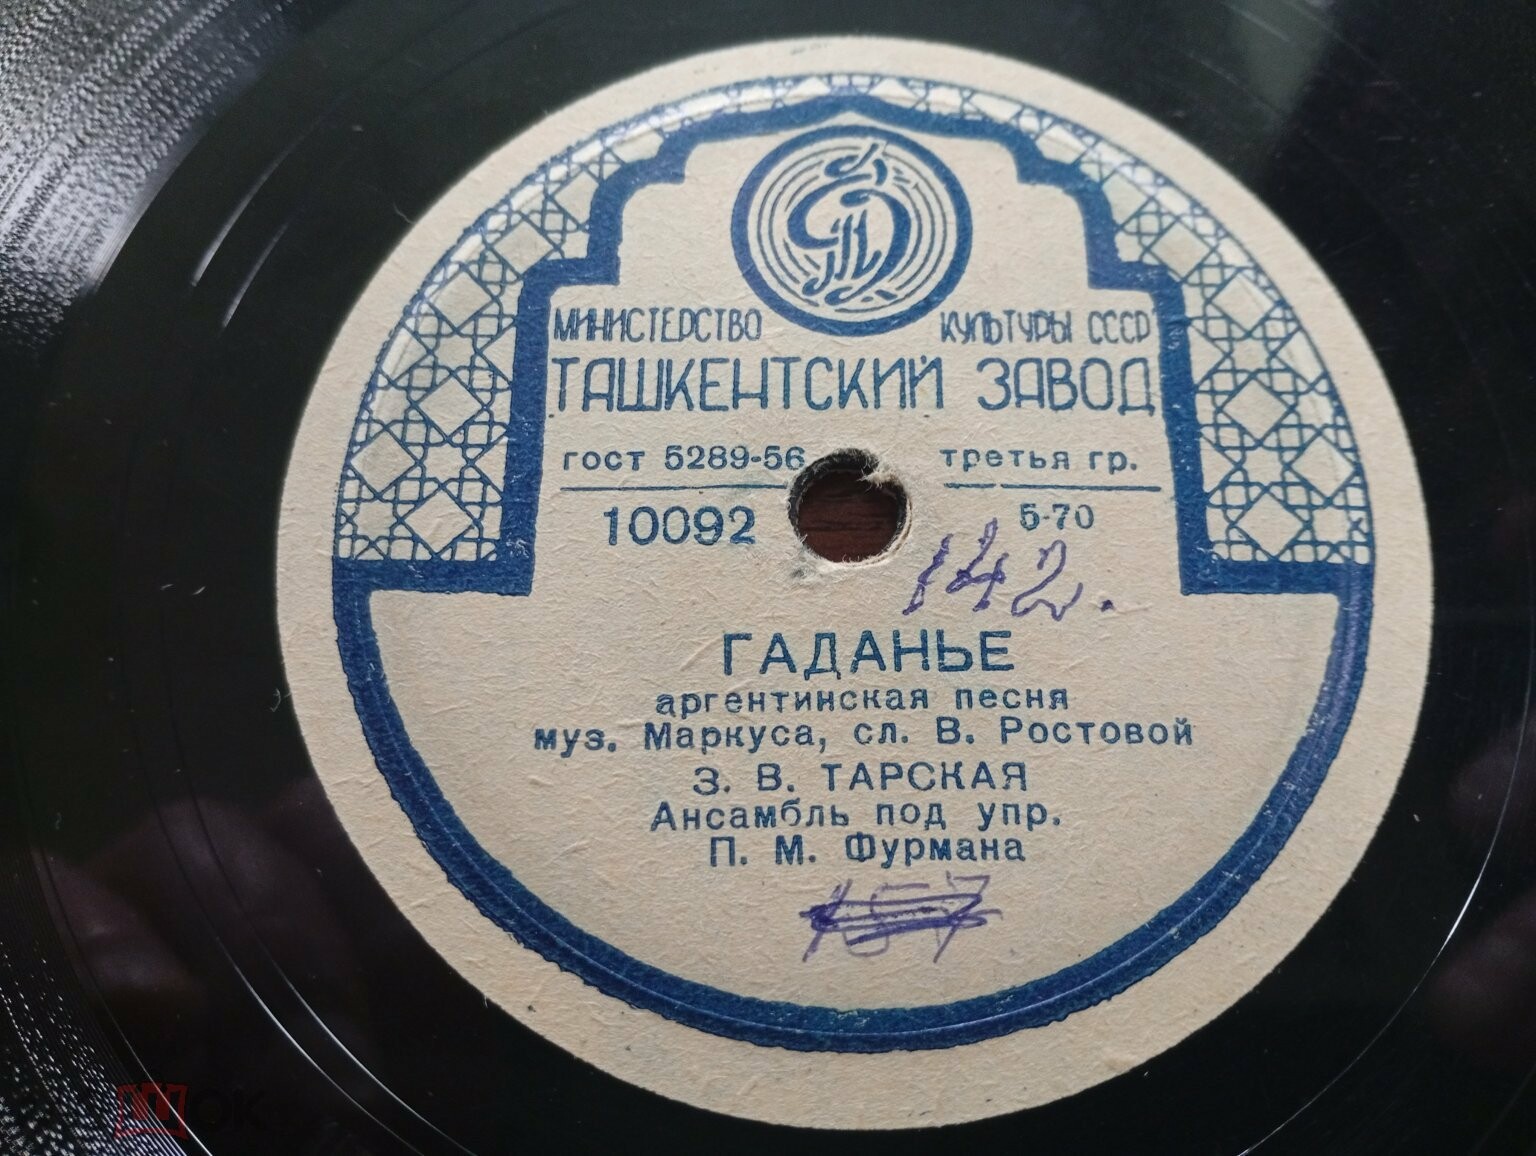 МИНИСТЕРСТВО КУЛЬТУРЫ СССР
ТАШКЕНТСКИЙ ЗАВОД
ГОСТ 5289-56 третья гр.
10092 5-70
142.
ГАДАНЬЕ
аргентинская песня
муз. Маркуса, сл. В. Ростовой
З. В. ТАРСКАЯ
Ансамбль под упр.
П. М. Фурмана